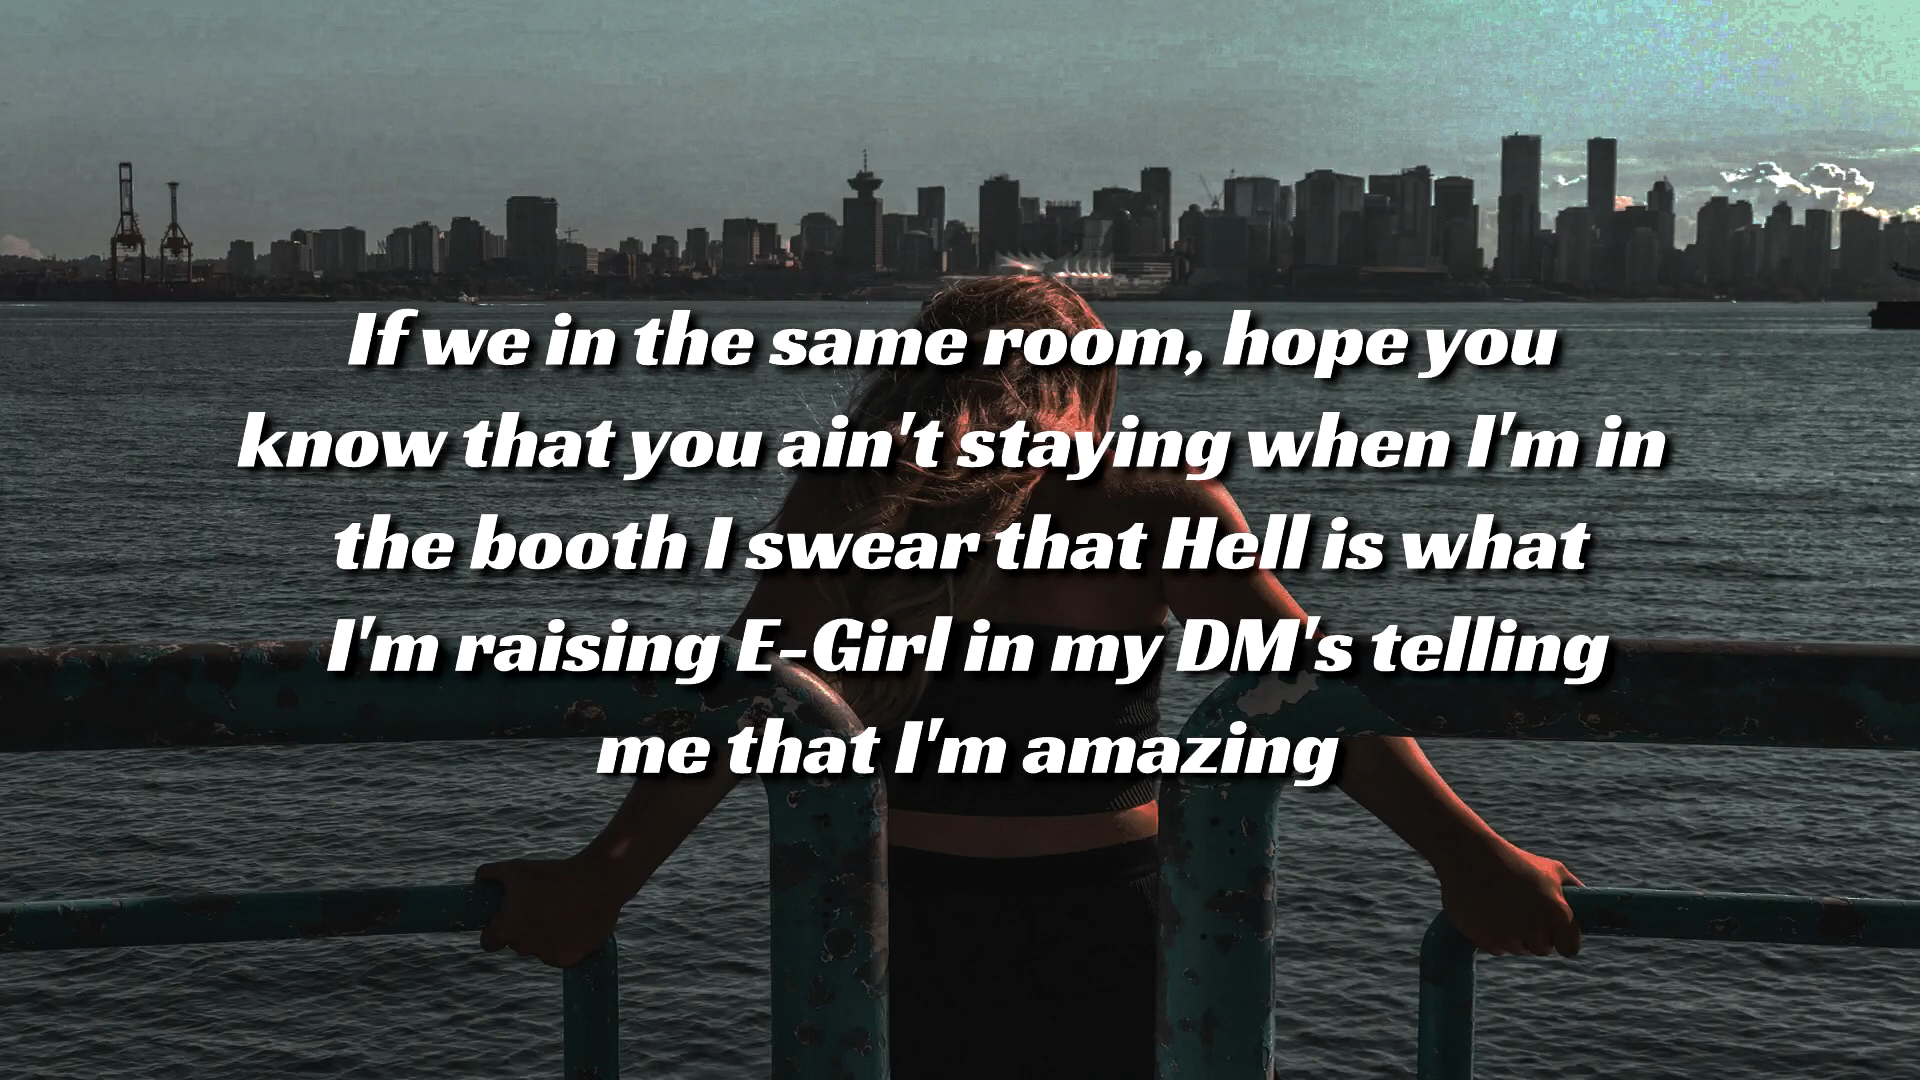 If we in the same room, hope you
know that you ain't staying when I'm in
the booth I swear that Hell is what
I'm raising E-Girl in my DM's telling
me that I'm amazing